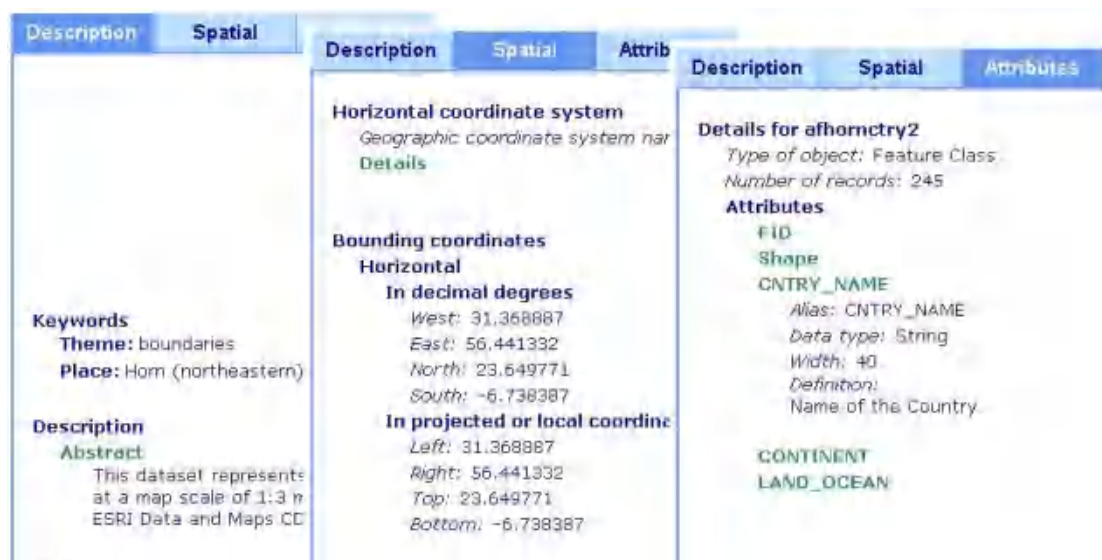 Description Spatial
Keywords
Theme: boundaries
Place: Horn (northeastern)
Description
Abstract
This dataset represents
at a map scale of 1:3
ESRI Data and Maps CD
Description Spatial Attrib
Horizontal coordinate system
Geographic coordinate system nar
Details
Bounding coordinates
Horizontal
In decimal degrees
West: 31.368887
East: 56.441332
North: 23.649771
South: -6.738387
In projected or local coordina
Left: 31.368887
Right: 56.441332
Top: 23.649771
Bottom: -6.738387
Description Spatial Attributes
Details for afhornctry2
Type of object: Feature Class
Number of records: 245
Attributes
FID
Shape
CNTRY_NAME
Alias: CNTRY_NAME
Data type: String
Width: 40
Definition:
Name of the Country
CONTINENT
LAND_OCEAN